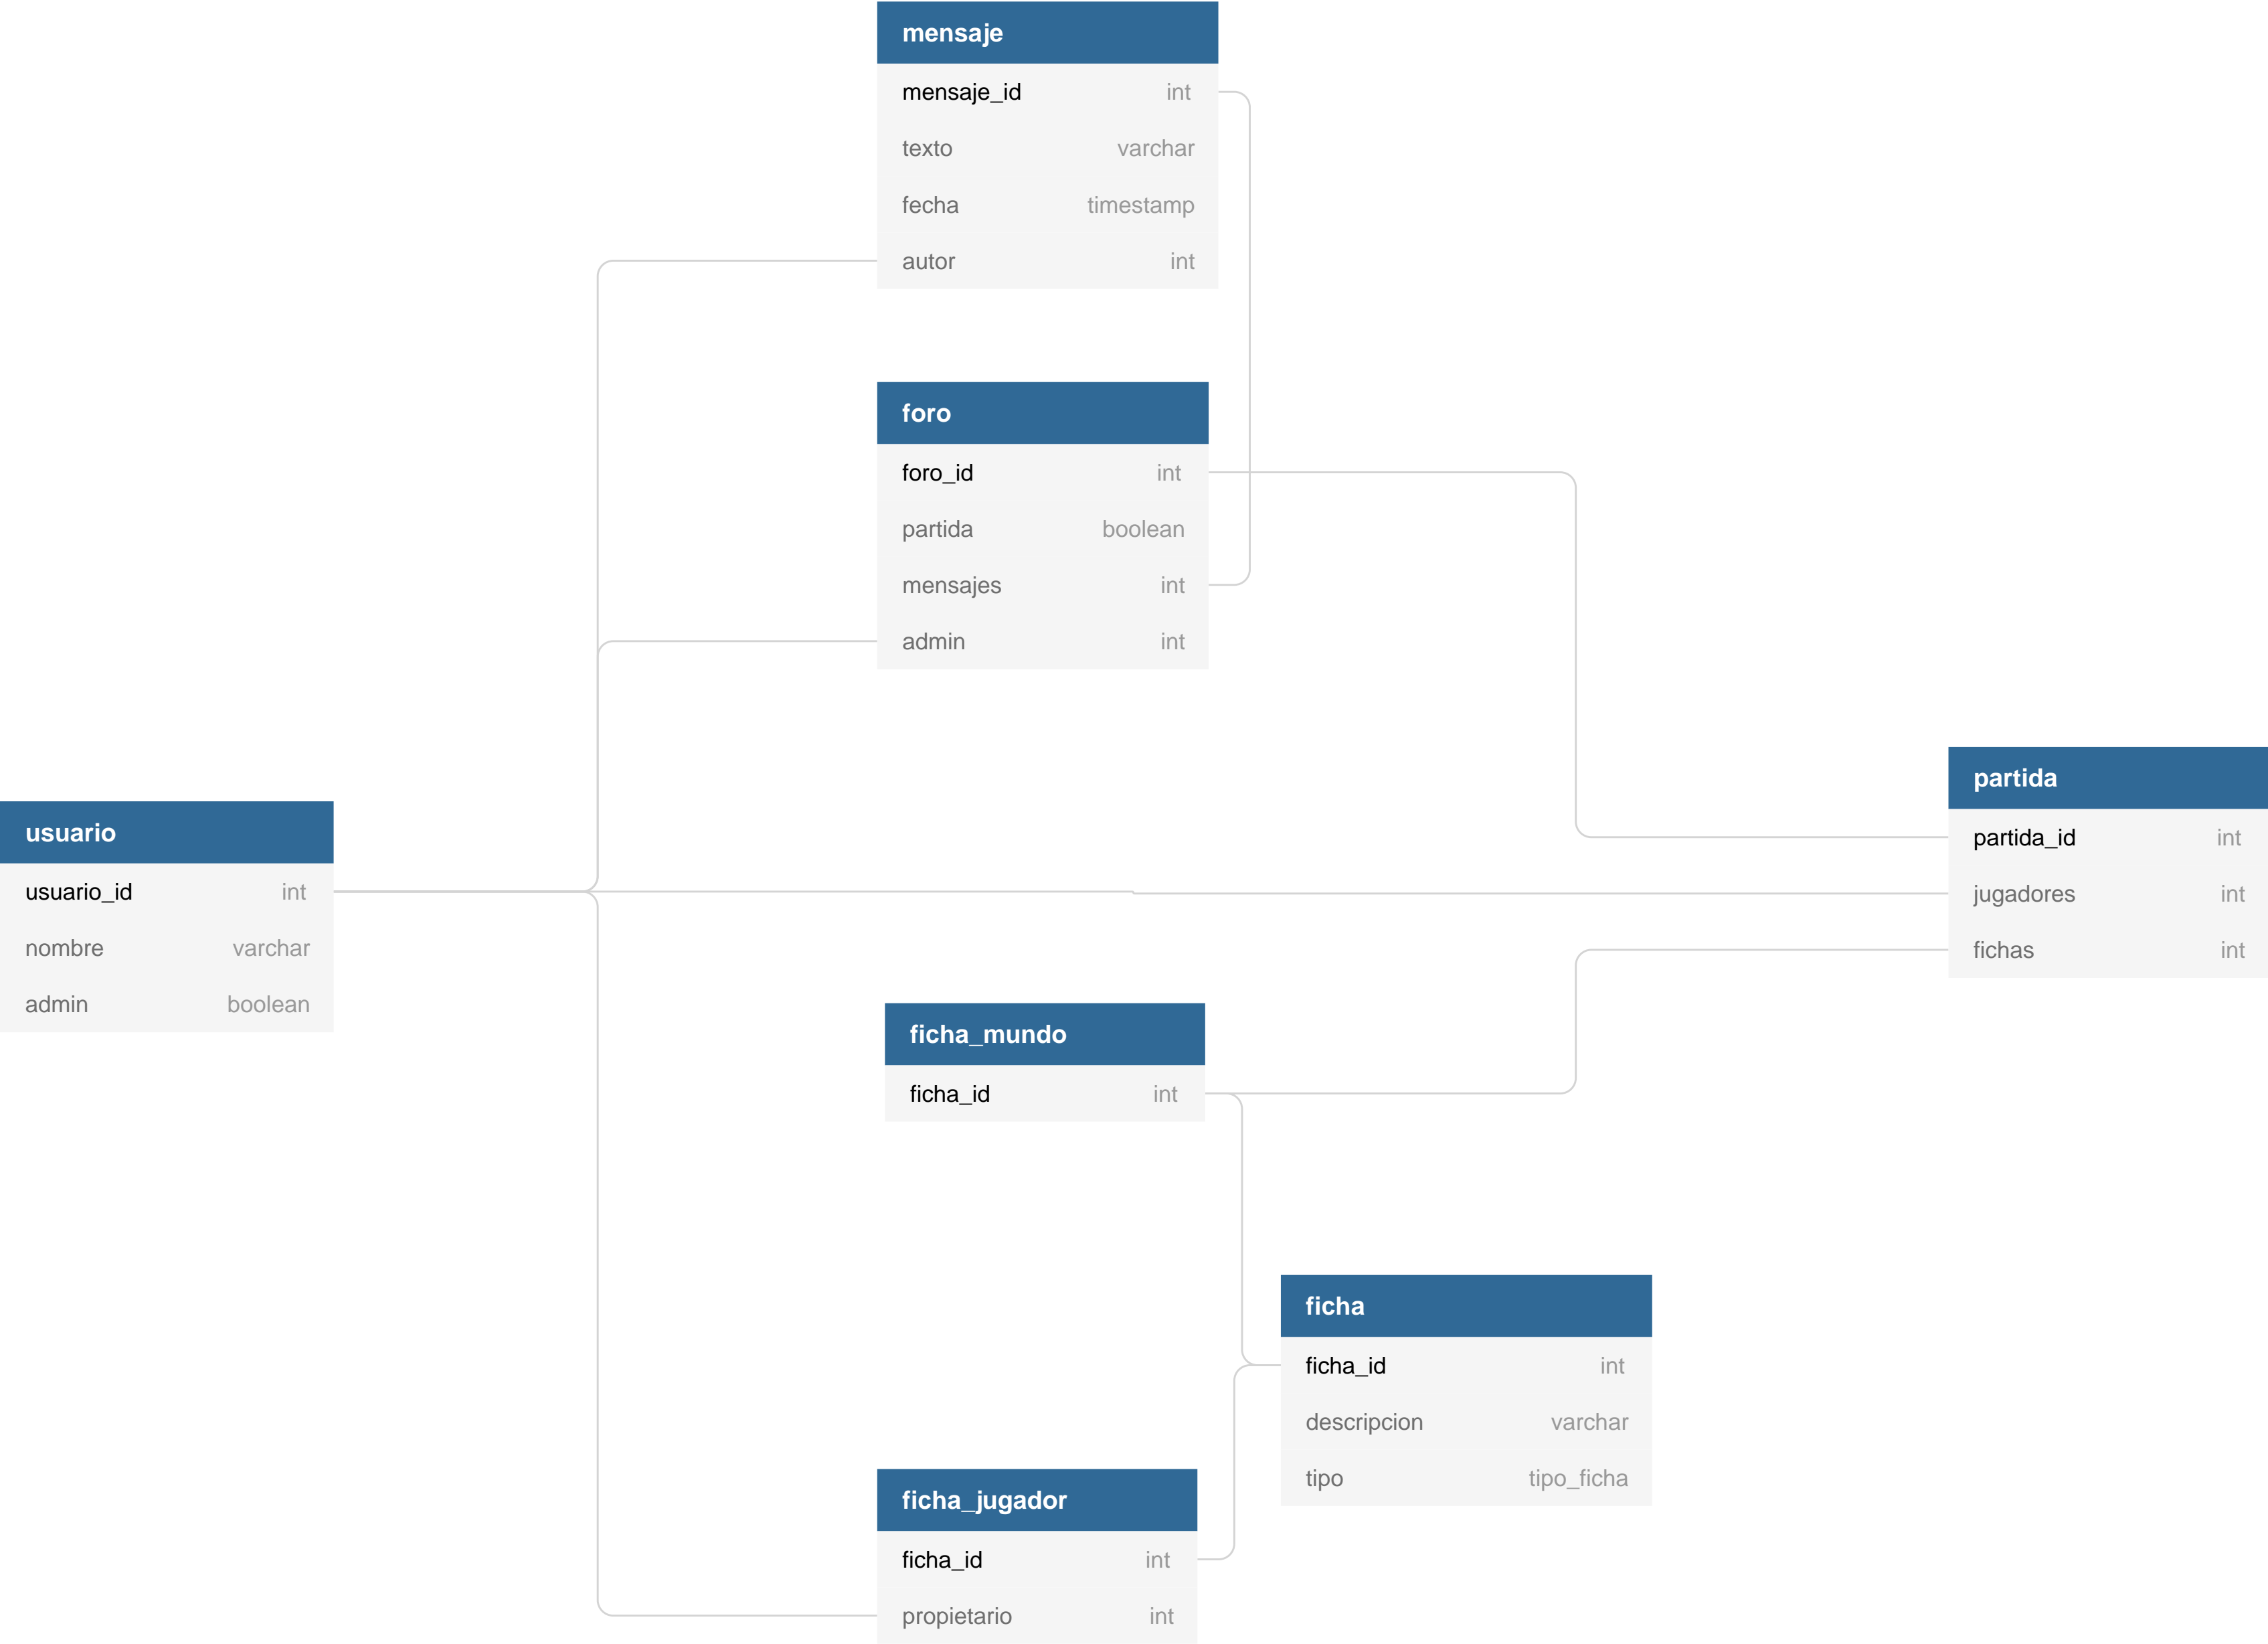 mensaje
mensaje_id int
texto varchar
fecha timestamp
autor int
foro
foro_id int
partida boolean
mensajes int
admin int
partida
partida_id int
jugadores int
fichas int
usuario
usuario_id int
nombre varchar
admin boolean
ficha_mundo
ficha_id int
ficha
ficha_id int
descripcion varchar
tipo tipo_ficha
ficha_jugador
ficha_id int
propietario int